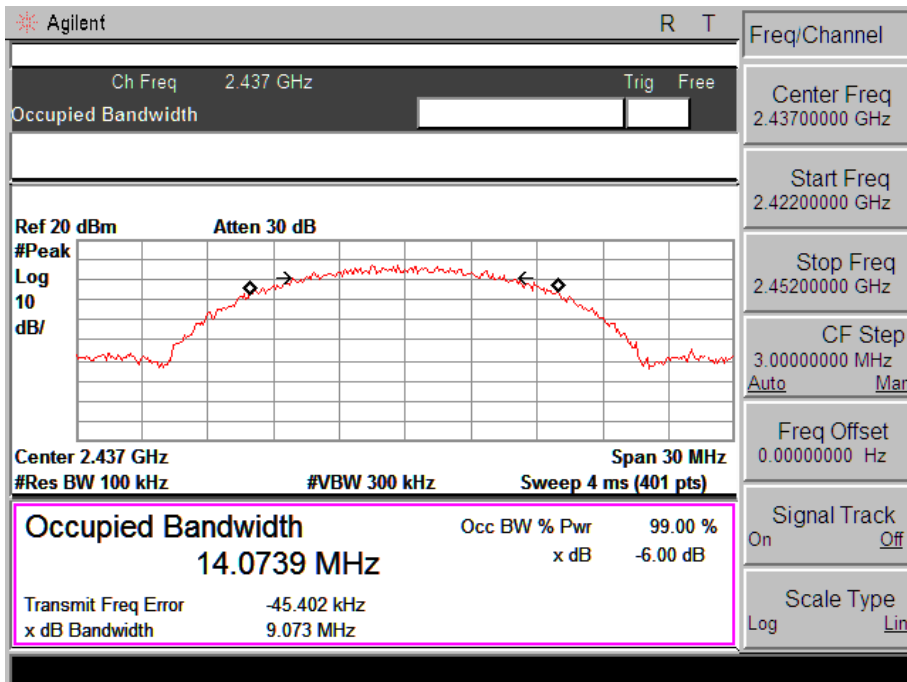 Agilent R T
Ch Freq 2.437 GHz Trig Free
Occupied Bandwidth
Ref 20 dBm Atten 30 dB
#Peak
Log
10
dB/
Center 2.437 GHz Span 30 MHz
#Res BW 100 kHz #VBW 300 kHz Sweep 4 ms (401 pts)
Occupied Bandwidth Occ BW % Pwr 99.00 %
14.0739 MHz x dB -6.00 dB
Transmit Freq Error -45.402 kHz
x dB Bandwidth 9.073 MHz
Freq/Channel
Center Freq
2.43700000 GHz
Start Freq
2.42200000 GHz
Stop Freq
2.45200000 GHz
CF Step
3.00000000 MHz
Auto Man
Freq Offset
0.00000000 Hz
Signal Track
On Off
Scale Type
Log Lin